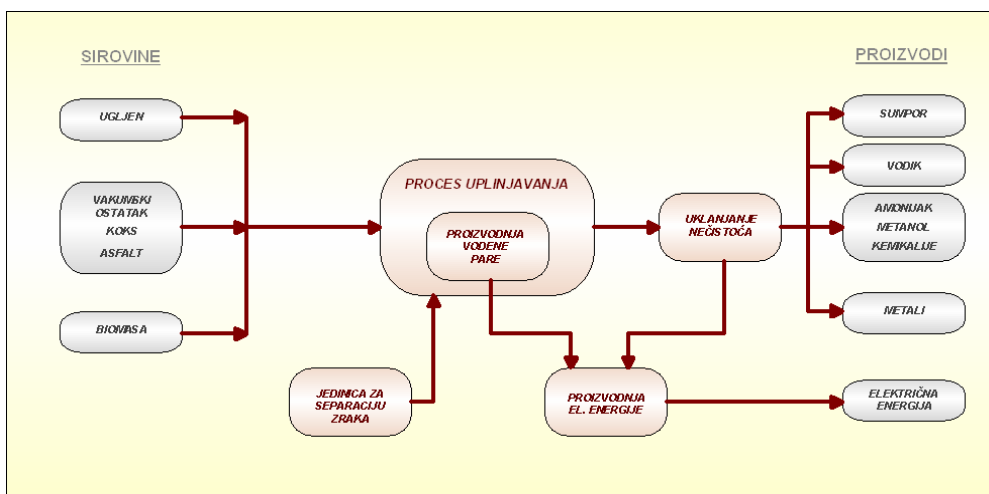 SIROVINE
PROIZVODI
UGLJEN
VAKUMSKI
OSTATAK
KOKS
ASFALT
BIOMASA
PROCES UPLINJAVANJA
PROIZVODNJA
VODENE
PARE
JEDINICA ZA
SEPARACIJU
ZRAKA
UKLANJANJE
NEČISTOĆA
PROIZVODNJA
EL. ENERGIJE
SUMPOR
VODIK
AMONIJAK
METANOL
KEMIKALIJE
METALI
ELEKTRIČNA
ENERGIJA